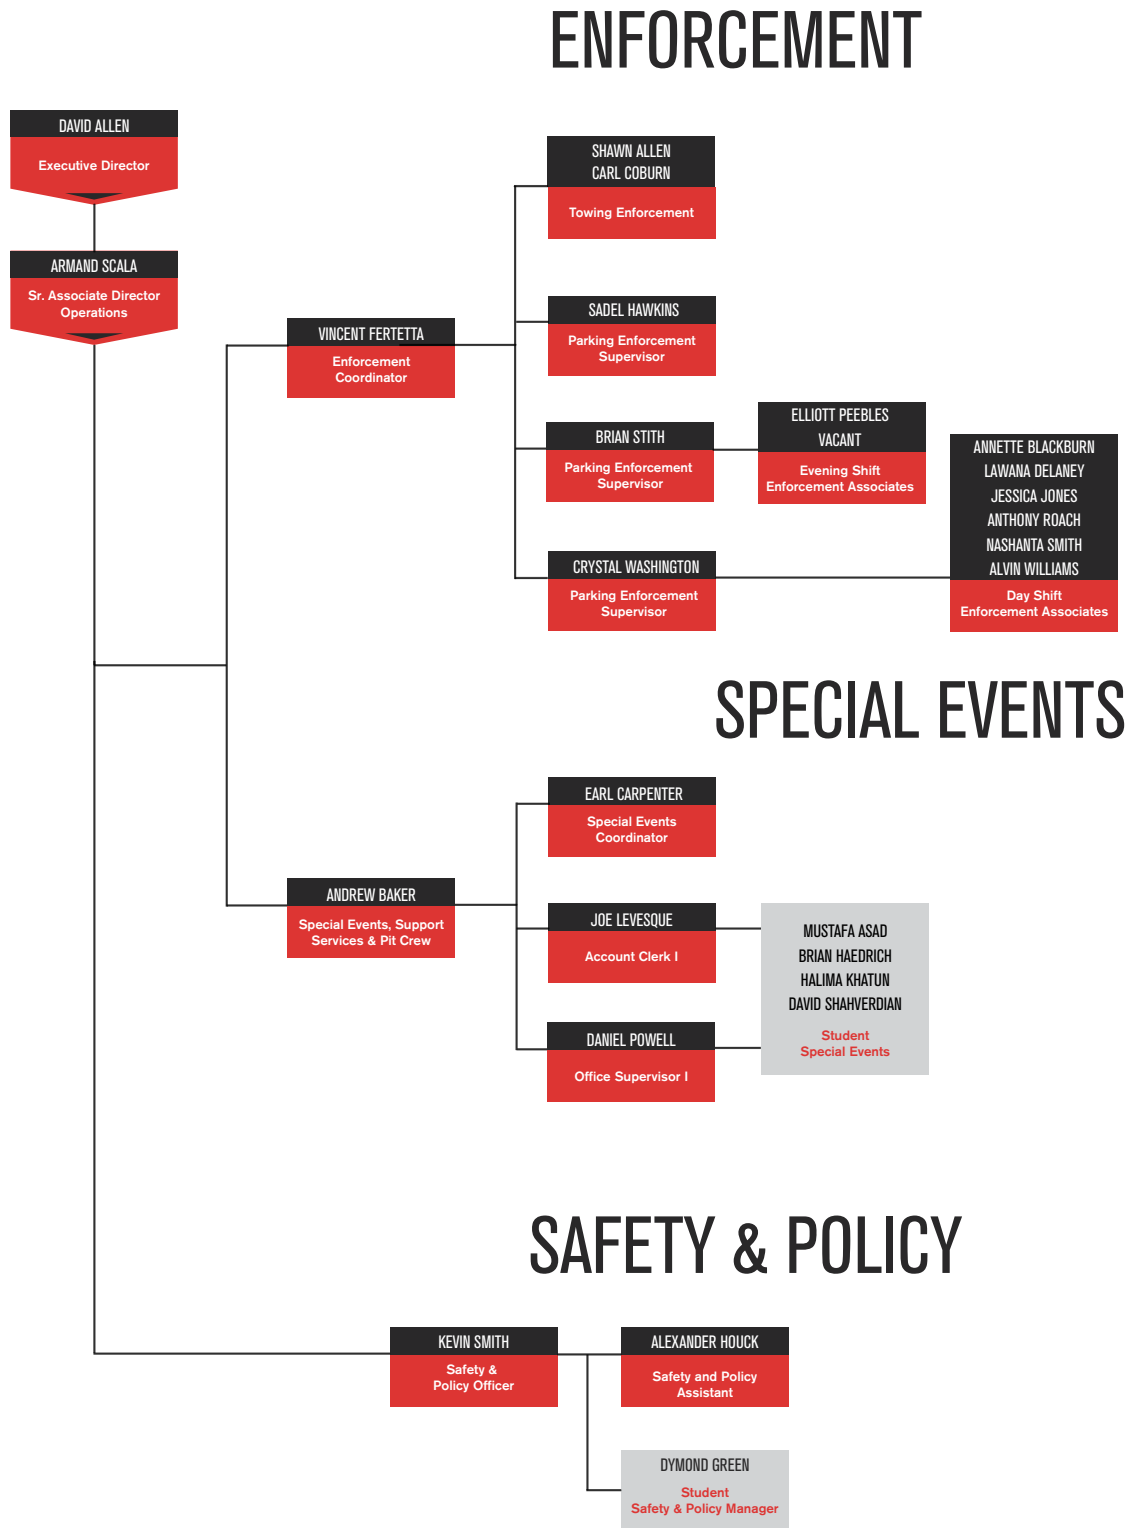 ENFORCEMENT
DAVID ALLEN
Executive Director
ARMAND SCALA
Sr. Associate Director
Operations
VINCENT FERTETTA
Enforcement
Coordinator
SHAWN ALLEN
CARL COBURN
Towing Enforcement
SADEL HAWKINS
Parking Enforcement
Supervisor
BRIAN STITH
Parking Enforcement
Supervisor
ELLIOTT PEEBLES
VACANT
Evening Shift
Enforcement Associates
CRYSTAL WASHINGTON
Parking Enforcement
Supervisor
ANNETTE BLACKBURN
LAWANA DELANEY
JESSICA JONES
ANTHONY ROACH
NASHANTA SMITH
ALVIN WILLIAMS
Day Shift
Enforcement Associates
SPECIAL EVENTS
ANDREW BAKER
Special Events, Support
Services & Pit Crew
EARL CARPENTER
Special Events
Coordinator
JOE LEVESQUE
Account Clerk I
DANIEL POWELL
Office Supervisor I
MUSTAFA ASAD
BRIAN HAEDRICH
HALIMA KHATUN
DAVID SHAHVERDIAN
Student
Special Events
SAFETY & POLICY
KEVIN SMITH
Safety &
Policy Officer
ALEXANDER HOUCK
Safety and Policy
Assistant
DYMOND GREEN
Student
Safety & Policy Manager